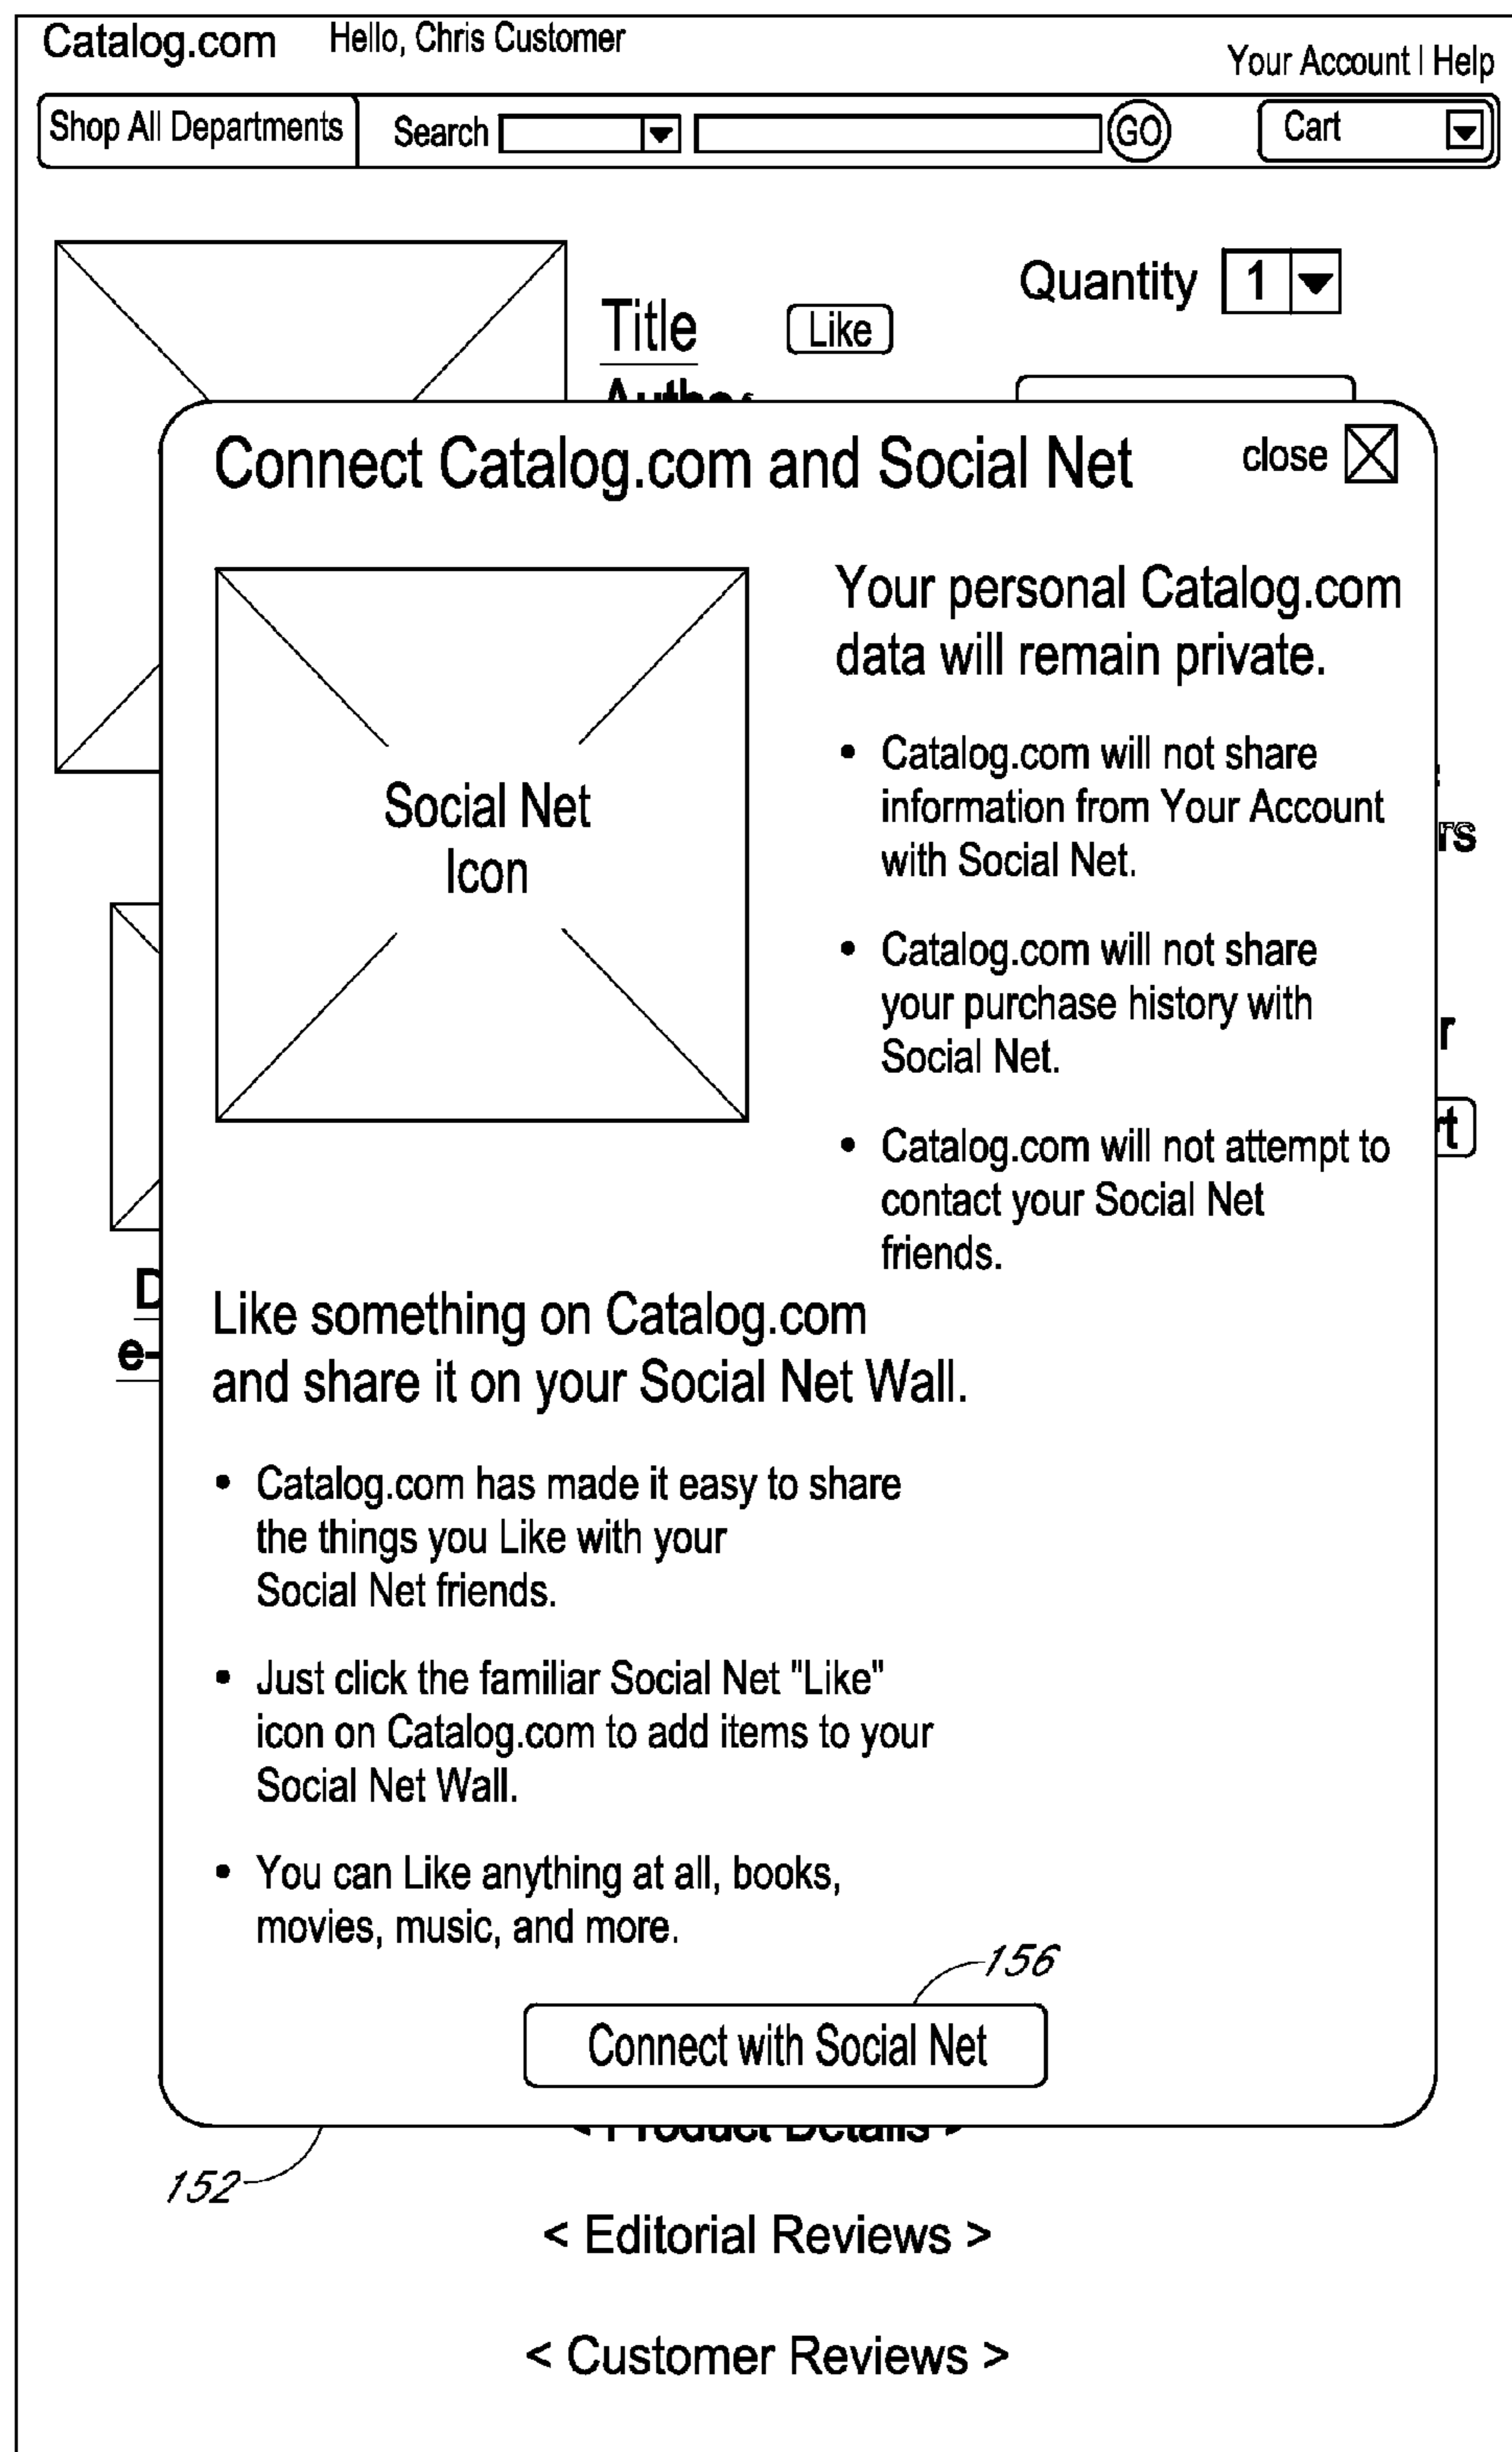 Catalog.com Hello, Chris Customer
Your Account | Help
Shop All Departments Search GO Cart
Quantity 1
Title Like
Author
Connect Catalog.com and Social Net close
Your personal Catalog.com
data will remain private.
Social Net
Icon
• Catalog.com will not share
information from Your Account
with Social Net.
• Catalog.com will not share
your purchase history with
Social Net.
• Catalog.com will not attempt to
contact your Social Net
friends.
rs
r
rt
D
e-
Like something on Catalog.com
and share it on your Social Net Wall.
• Catalog.com has made it easy to share
the things you Like with your
Social Net friends.
• Just click the familiar Social Net "Like"
icon on Catalog.com to add items to your
Social Net Wall.
• You can Like anything at all, books,
movies, music, and more.
156
Connect with Social Net
< Product Details >
152
< Editorial Reviews >
< Customer Reviews >